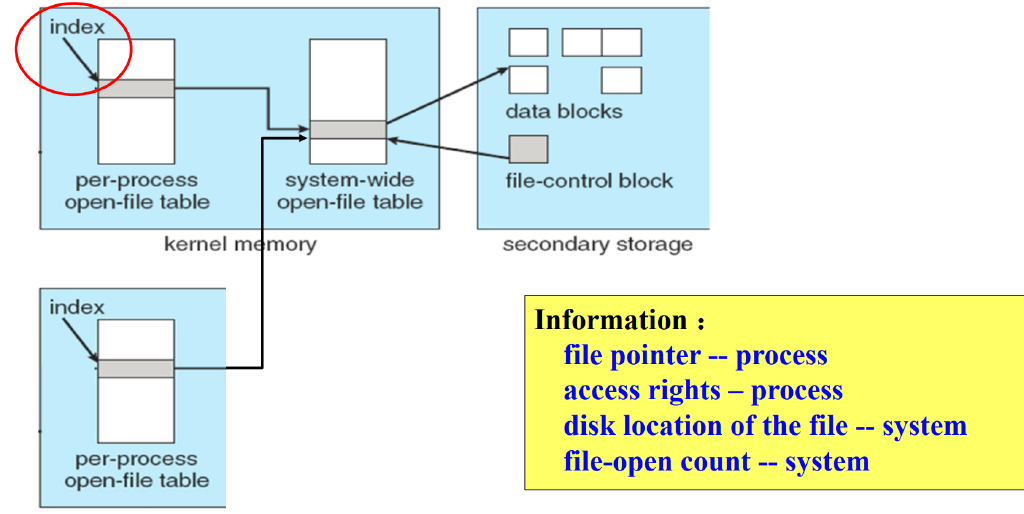 index
per-process
open-file table
system-wide
open-file table
kernel memory
data blocks
file-control block
secondary storage
index
per-process
open-file table
Information：
file pointer -- process
access rights – process
disk location of the file -- system
file-open count -- system